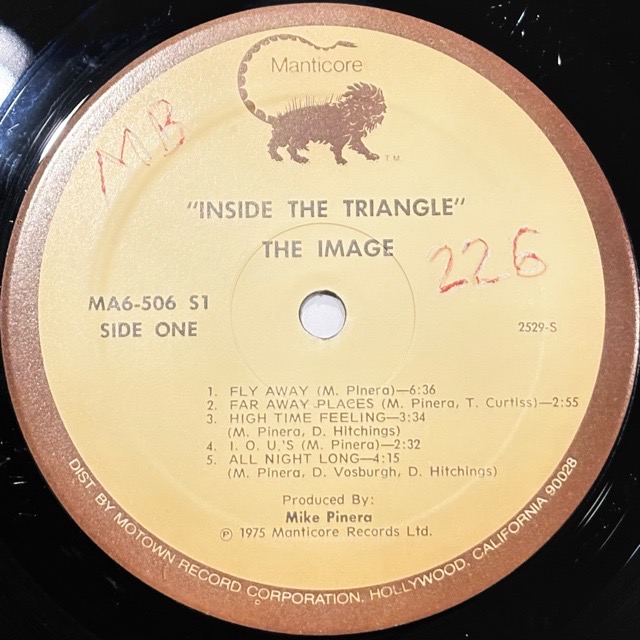 Manticore
T.M.
MB
"INSIDE THE TRIANGLE"
THE IMAGE
226
MA6-506 S1
SIDE ONE
2529-S
1. FLY AWAY (M. Pinera)—6:36
2. FAR AWAY PLACES (M. Pinera, T. Curtiss)—2:55
3. HIGH TIME FEELING—3:34
(M. Pinera, D. Hitchings)
4. I. O. U.'S (M. Pinera)—2:32
5. ALL NIGHT LONG—4:15
(M. Pinera, D. Vosburgh, D. Hitchings)
Produced By:
Mike Pinera
℗ 1975 Manticore Records Ltd.
DIST BY MOTOWN RECORD CORPORATION, HOLLYWOOD, CALIFORNIA 90028